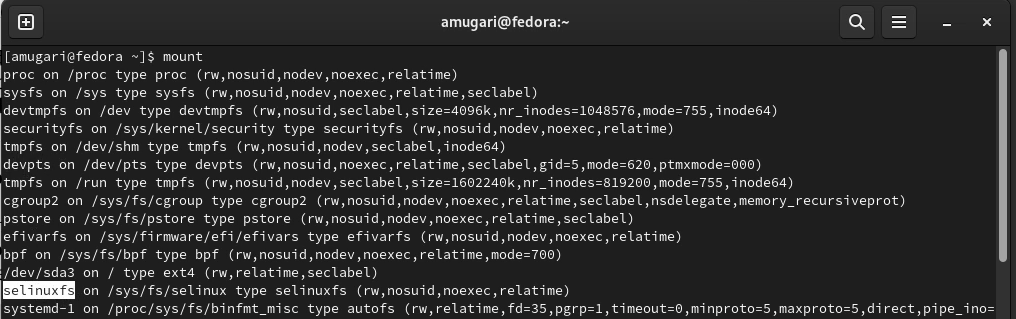 amugari@fedora:~
[amugari@fedora ~]$ mount
proc on /proc type proc (rw,nosuid,nodev,noexec,relatime)
sysfs on /sys type sysfs (rw,nosuid,nodev,noexec,relatime,seclabel)
devtmpfs on /dev type devtmpfs (rw,nosuid,seclabel,size=4096k,nr_inodes=1048576,mode=755,inode64)
securityfs on /sys/kernel/security type securityfs (rw,nosuid,nodev,noexec,relatime)
tmpfs on /dev/shm type tmpfs (rw,nosuid,nodev,seclabel,inode64)
devpts on /dev/pts type devpts (rw,nosuid,noexec,relatime,seclabel,gid=5,mode=620,ptmxmode=000)
tmpfs on /run type tmpfs (rw,nosuid,nodev,seclabel,size=1602240k,nr_inodes=819200,mode=755,inode64)
cgroup2 on /sys/fs/cgroup type cgroup2 (rw,nosuid,nodev,noexec,relatime,seclabel,nsdelegate,memory_recursiveprot)
pstore on /sys/fs/pstore type pstore (rw,nosuid,nodev,noexec,relatime,seclabel)
efivarfs on /sys/firmware/efi/efivars type efivarfs (rw,nosuid,nodev,noexec,relatime)
bpf on /sys/fs/bpf type bpf (rw,nosuid,nodev,noexec,relatime,mode=700)
/dev/sda3 on / type ext4 (rw,relatime,seclabel)
selinuxfs on /sys/fs/selinux type selinuxfs (rw,nosuid,noexec,relatime)
systemd-1 on /proc/sys/fs/binfmt_misc type autofs (rw,relatime,fd=35,pgrp=1,timeout=0,minproto=5,maxproto=5,direct,pipe_ino=